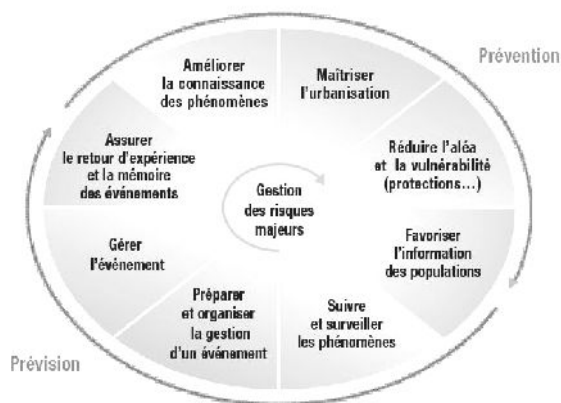 Améliorer
la connaissance
des phénomènes
Maîtriser
l'urbanisation
Prévention
Réduire l'aléa
et la vulnérabilité
(protections...)
Favoriser
l'information
des populations
Suivre
et surveiller
les phénomènes
Préparer
et organiser
la gestion
d'un événement
Gérer
l'événement
Assurer
le retour d'expérience
et la mémoire
des événements
Gestion
des risques
majeurs
Prévision